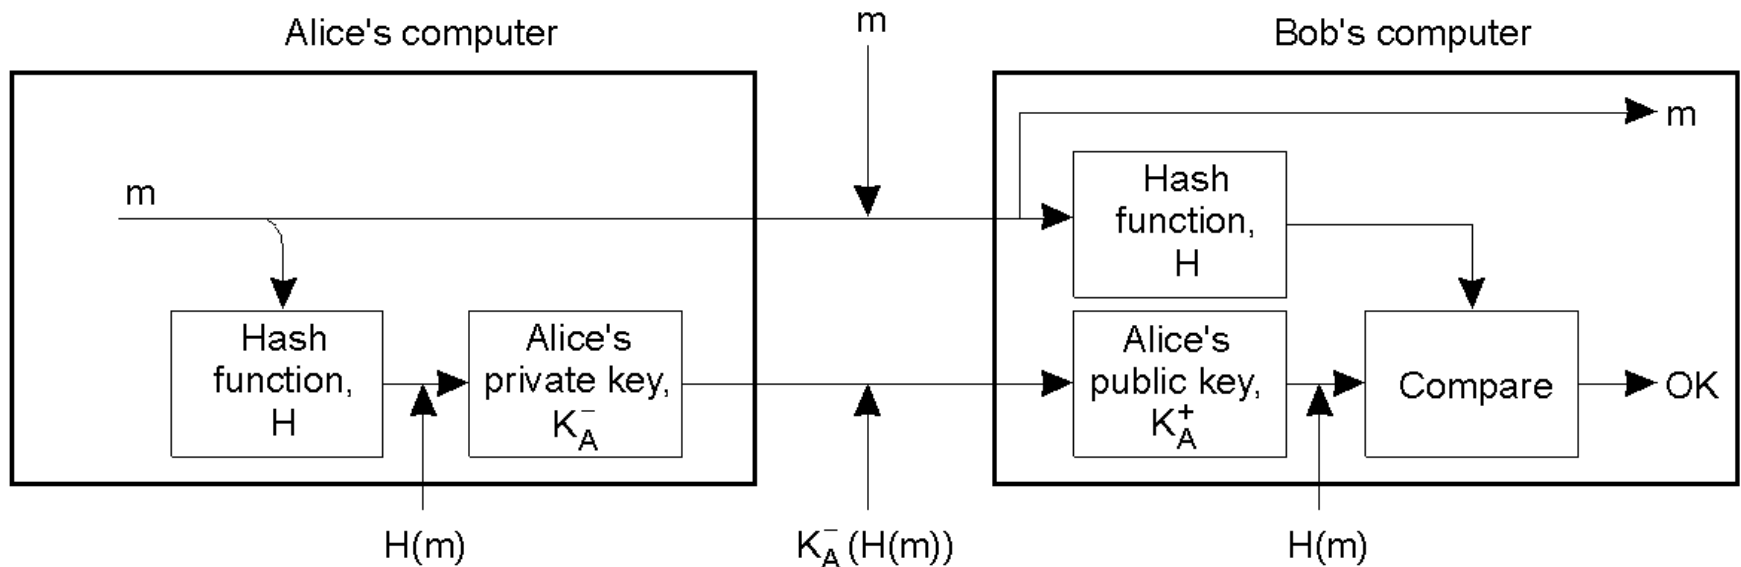 Alice's computer
m
Bob's computer
m
m
Hash
function,
H
Hash
function,
H
Alice's
private key,
K_A^-
Alice's
public key,
K_A^+
Compare
OK
H(m)
K_A^-(H(m))
H(m)